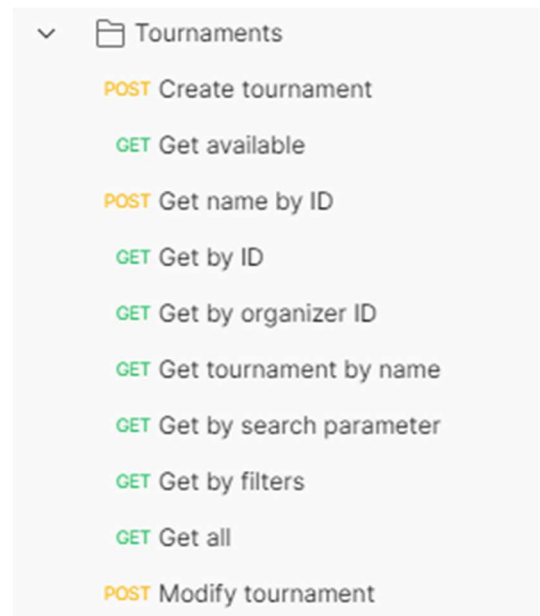 Tournaments
POST Create tournament
GET Get available
POST Get name by ID
GET Get by ID
GET Get by organizer ID
GET Get tournament by name
GET Get by search parameter
GET Get by filters
GET Get all
POST Modify tournament